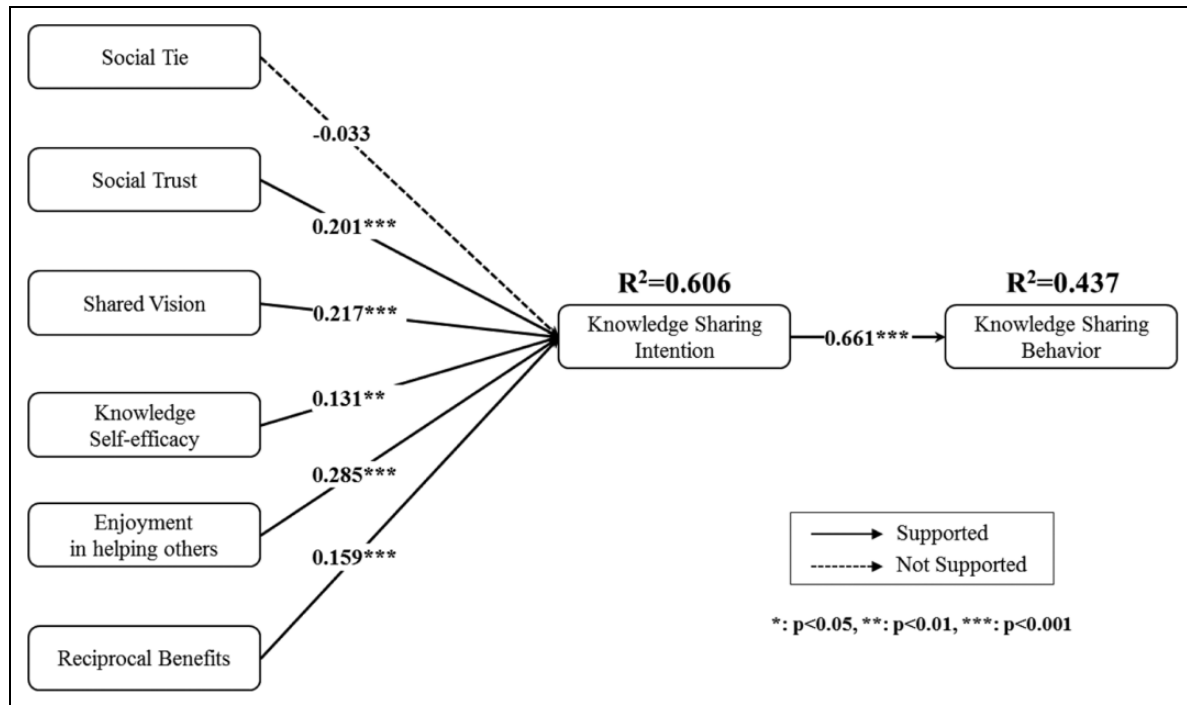 Social Tie
-0.033
Social Trust
0.201***
Shared Vision
0.217***
R²=0.606
Knowledge Sharing
Intention
0.661***
R²=0.437
Knowledge Sharing
Behavior
Knowledge
Self-efficacy
0.131**
Enjoyment
in helping others
0.285***
Reciprocal Benefits
0.159***
Supported
Not Supported
*: p<0.05, **: p<0.01, ***: p<0.001